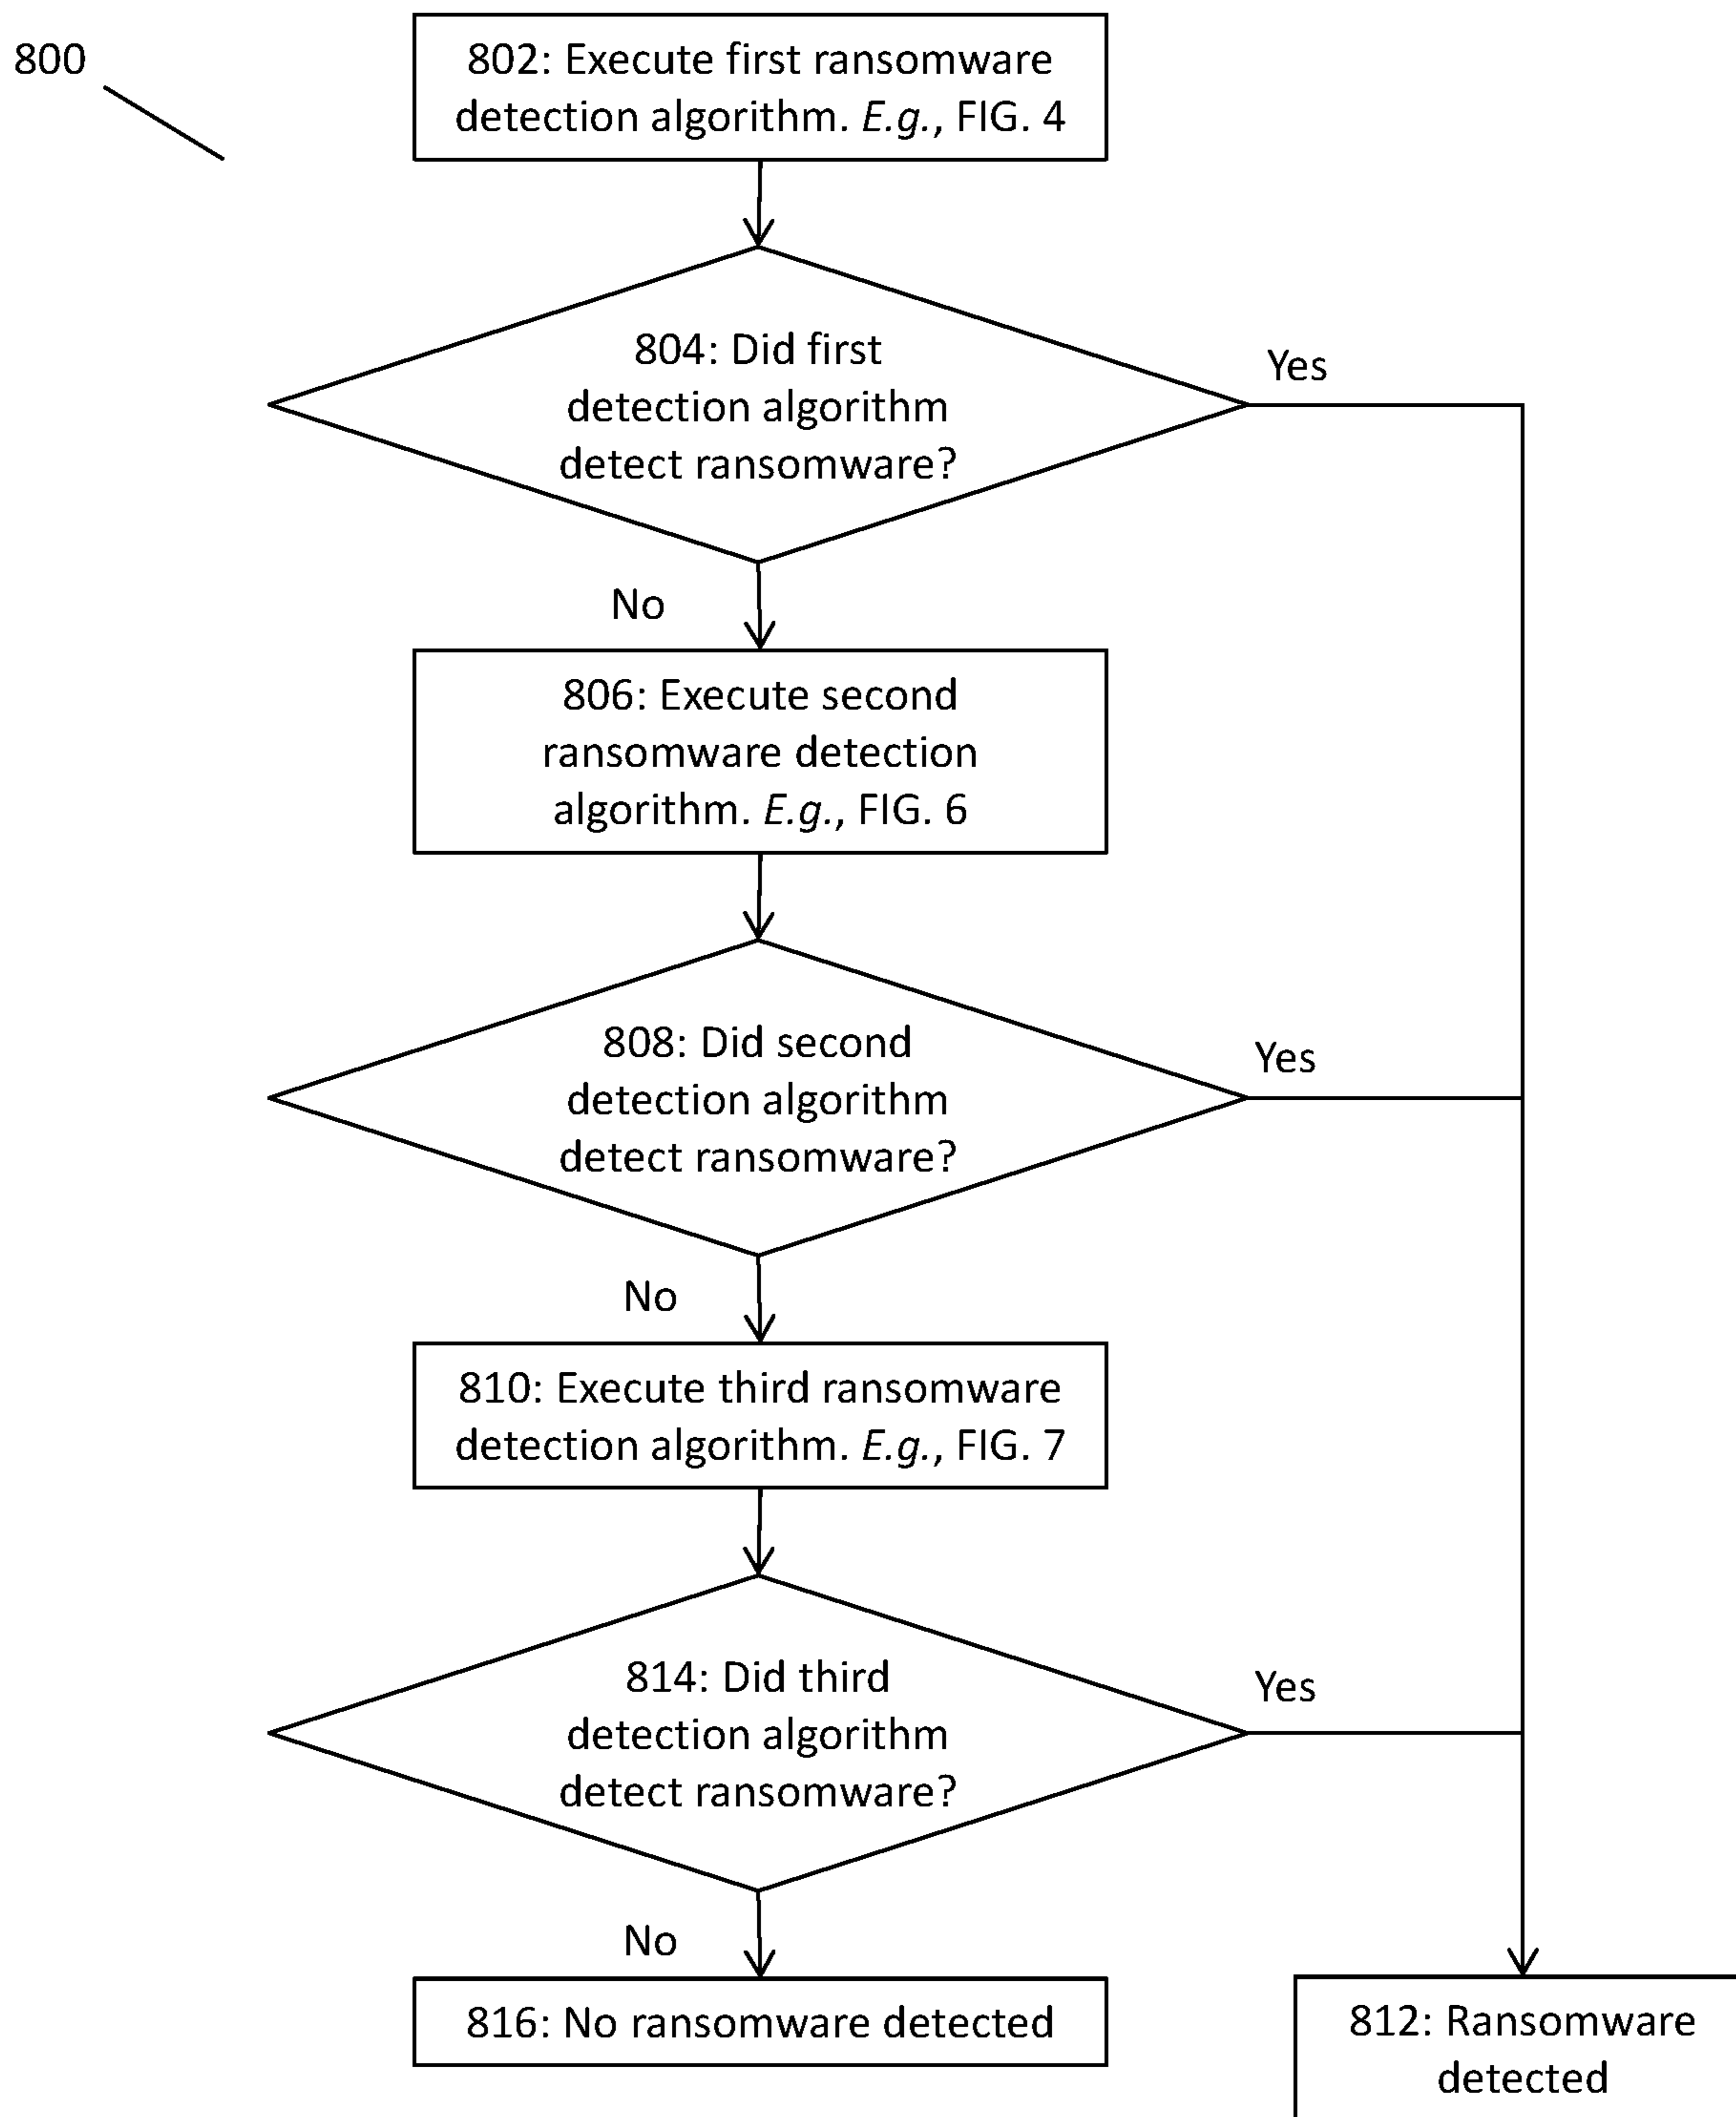 800
802: Execute first ransomware
detection algorithm. E.g., FIG. 4
804: Did first
detection algorithm
detect ransomware?
Yes
No
806: Execute second
ransomware detection
algorithm. E.g., FIG. 6
808: Did second
detection algorithm
detect ransomware?
Yes
No
810: Execute third ransomware
detection algorithm. E.g., FIG. 7
814: Did third
detection algorithm
detect ransomware?
Yes
No
816: No ransomware detected
812: Ransomware
detected